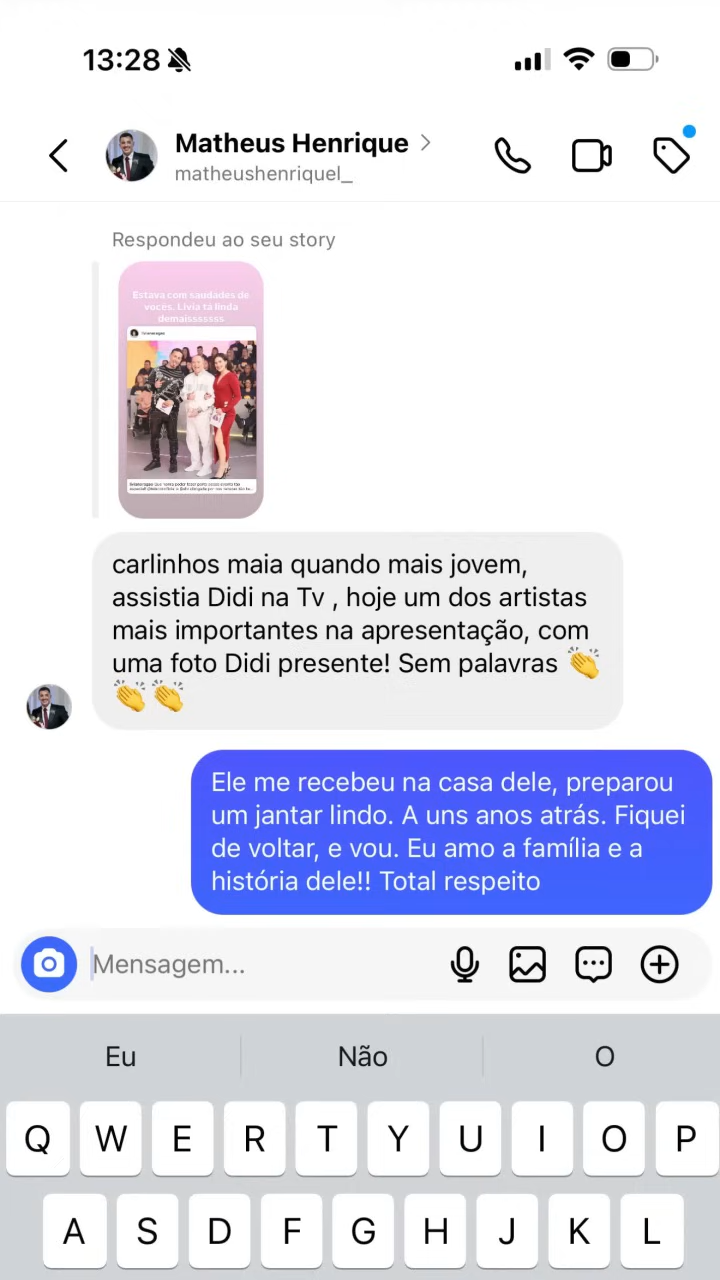 13:28
Matheus Henrique
matheushenriquel_
Respondeu ao seu story
Estava com saudades de
vocês. Livia tá linda
demaisssssss
carlinhos maia quando mais jovem,
assistia Didi na Tv , hoje um dos artistas
mais importantes na apresentação, com
uma foto Didi presente! Sem palavras 👏
👏👏
Ele me recebeu na casa dele, preparou
um jantar lindo. A uns anos atrás. Fiquei
de voltar, e vou. Eu amo a família e a
história dele!! Total respeito
Mensagem...
Eu Não O
Q W E R T Y U I O P
A S D F G H J K L